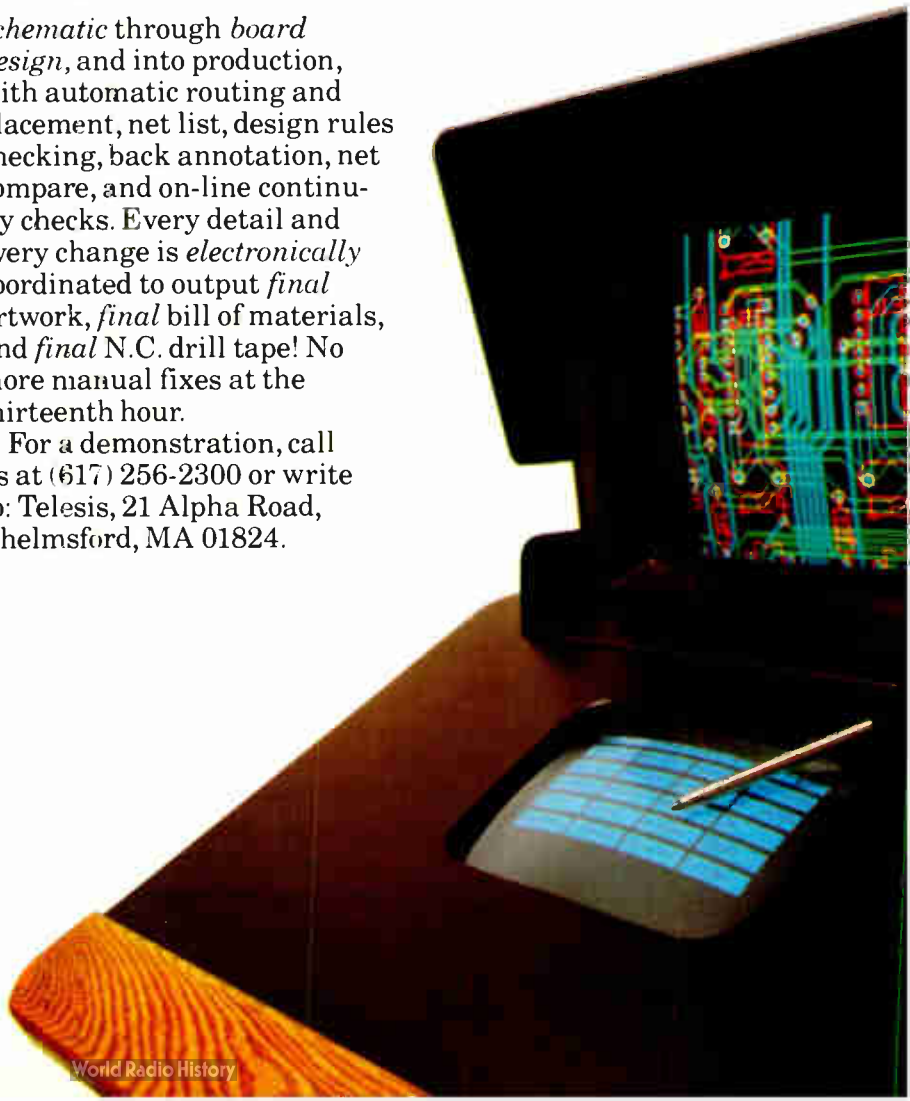 chematic through board
esign, and into production,
ith automatic routing and
lacement, net list, design rules
hecking, back annotation, net
ompare, and on-line continu-
y checks. Every detail and
very change is electronically
oordinated to output final
rtwork, final bill of materials,
nd final N.C. drill tape! No
ore manual fixes at the
hirteenth hour.
For a demonstration, call
s at (617) 256-2300 or write
o: Telesis, 21 Alpha Road,
helmsford, MA 01824.
World Radio History